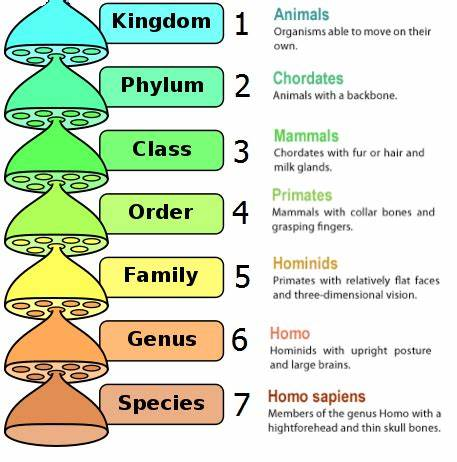 Kingdom 1 Animals
Organisms able to move on their
own.
Phylum 2 Chordates
Animals with a backbone.
Class 3 Mammals
Chordates with fur or hair and
milk glands.
Order 4 Primates
Mammals with collar bones and
grasping fingers.
Family 5 Hominids
Primates with relatively flat faces
and three-dimensional vision.
Genus 6 Homo
Hominids with upright posture
and large brains.
Species 7 Homo sapiens
Members of the genus Homo with a
hightforehead and thin skull bones.